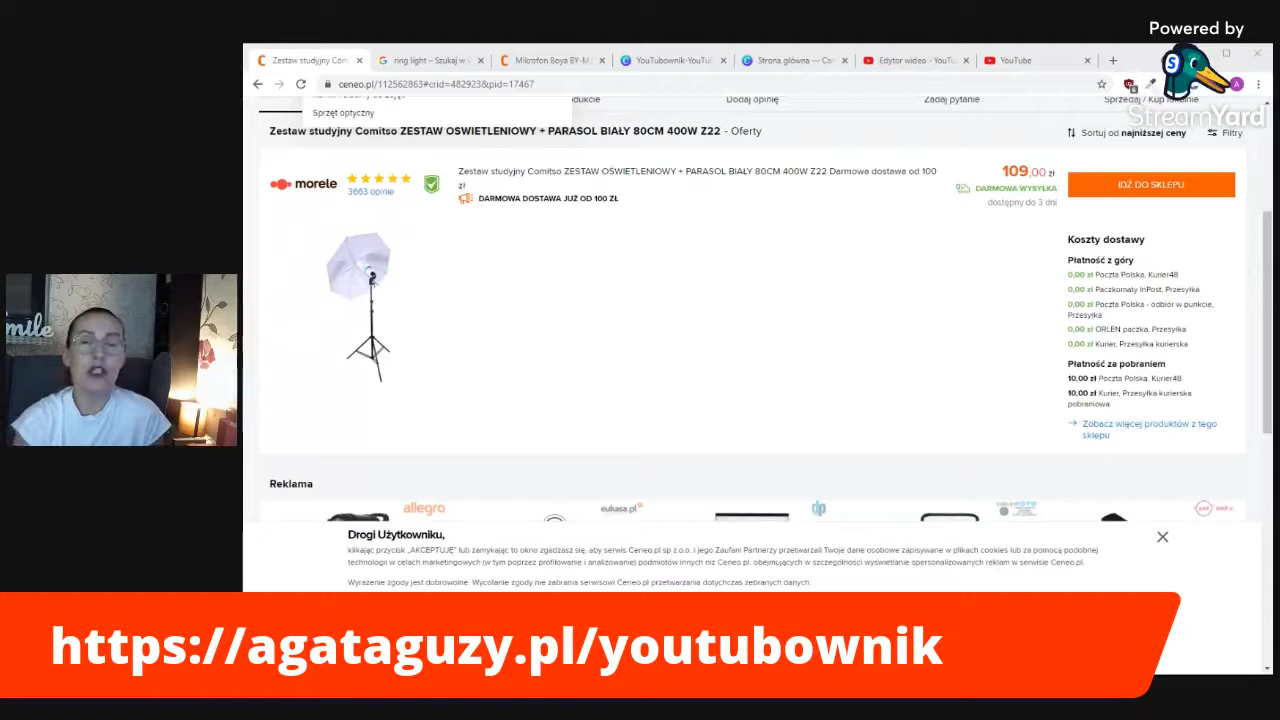 Powered by
StreamYard
Zestaw studyjny Com
ring light – Szukaj w
Mikrofon Boya BY-M
YouTubownik-YouTu
Strona główna — Can
Edytor wideo - YouTu
YouTube
ceneo.pl/112562863#crid=482923&pid=17467
Sprzęt optyczny
Dodaj opinię
Zadaj pytanie
Sprzedaj / Kup lokalnie
Zestaw studyjny Comitso ZESTAW OŚWIETLENIOWY + PARASOL BIAŁY 80CM 400W Z22 - Oferty
Sortuj od najniższej ceny
Filtry
morele
3663 opinie
Zestaw studyjny Comitso ZESTAW OŚWIETLENIOWY + PARASOL BIAŁY 80CM 400W Z22 Darmowa dostawa od 100
zł
DARMOWA DOSTAWA JUŻ OD 100 ZŁ
109,00 zł
DARMOWA WYSYŁKA
dostępny do 3 dni
IDŹ DO SKLEPU
Koszty dostawy
Płatność z góry
0,00 zł Poczta Polska, Kurier48
0,00 zł Paczkomaty InPost, Przesyłka
0,00 zł Poczta Polska - odbiór w punkcie,
Przesyłka
0,00 zł ORLEN paczka, Przesyłka
0,00 zł Kurier, Przesyłka kurierska
Płatność za pobraniem
10,00 zł Poczta Polska, Kurier48
10,00 zł Kurier, Przesyłka kurierska
pobraniowa
Zobacz więcej produktów z tego
sklepu
smile
Reklama
allegro
eukasa.pl
dp
Drogi Użytkowniku,
klikając przycisk „AKCEPTUJĘ” lub zamykając to okno zgadzasz się, aby serwis Ceneo.pl sp z.o.o. i jego Zaufani Partnerzy przetwarzali Twoje dane osobowe zapisywane w plikach cookies lub za pomocą podobnej
technologii w celach marketingowych (w tym poprzez profilowanie i analizowanie) podmiotów innych niż Ceneo.pl, obejmujących w szczególności wyświetlanie spersonalizowanych reklam w serwisie Ceneo.pl.
Wyrażenie zgody jest dobrowolne. Wycofanie zgody nie zabrania serwisowi Ceneo.pl przetwarzania dotychczas zebranych danych.
https://agataguzy.pl/youtubownik